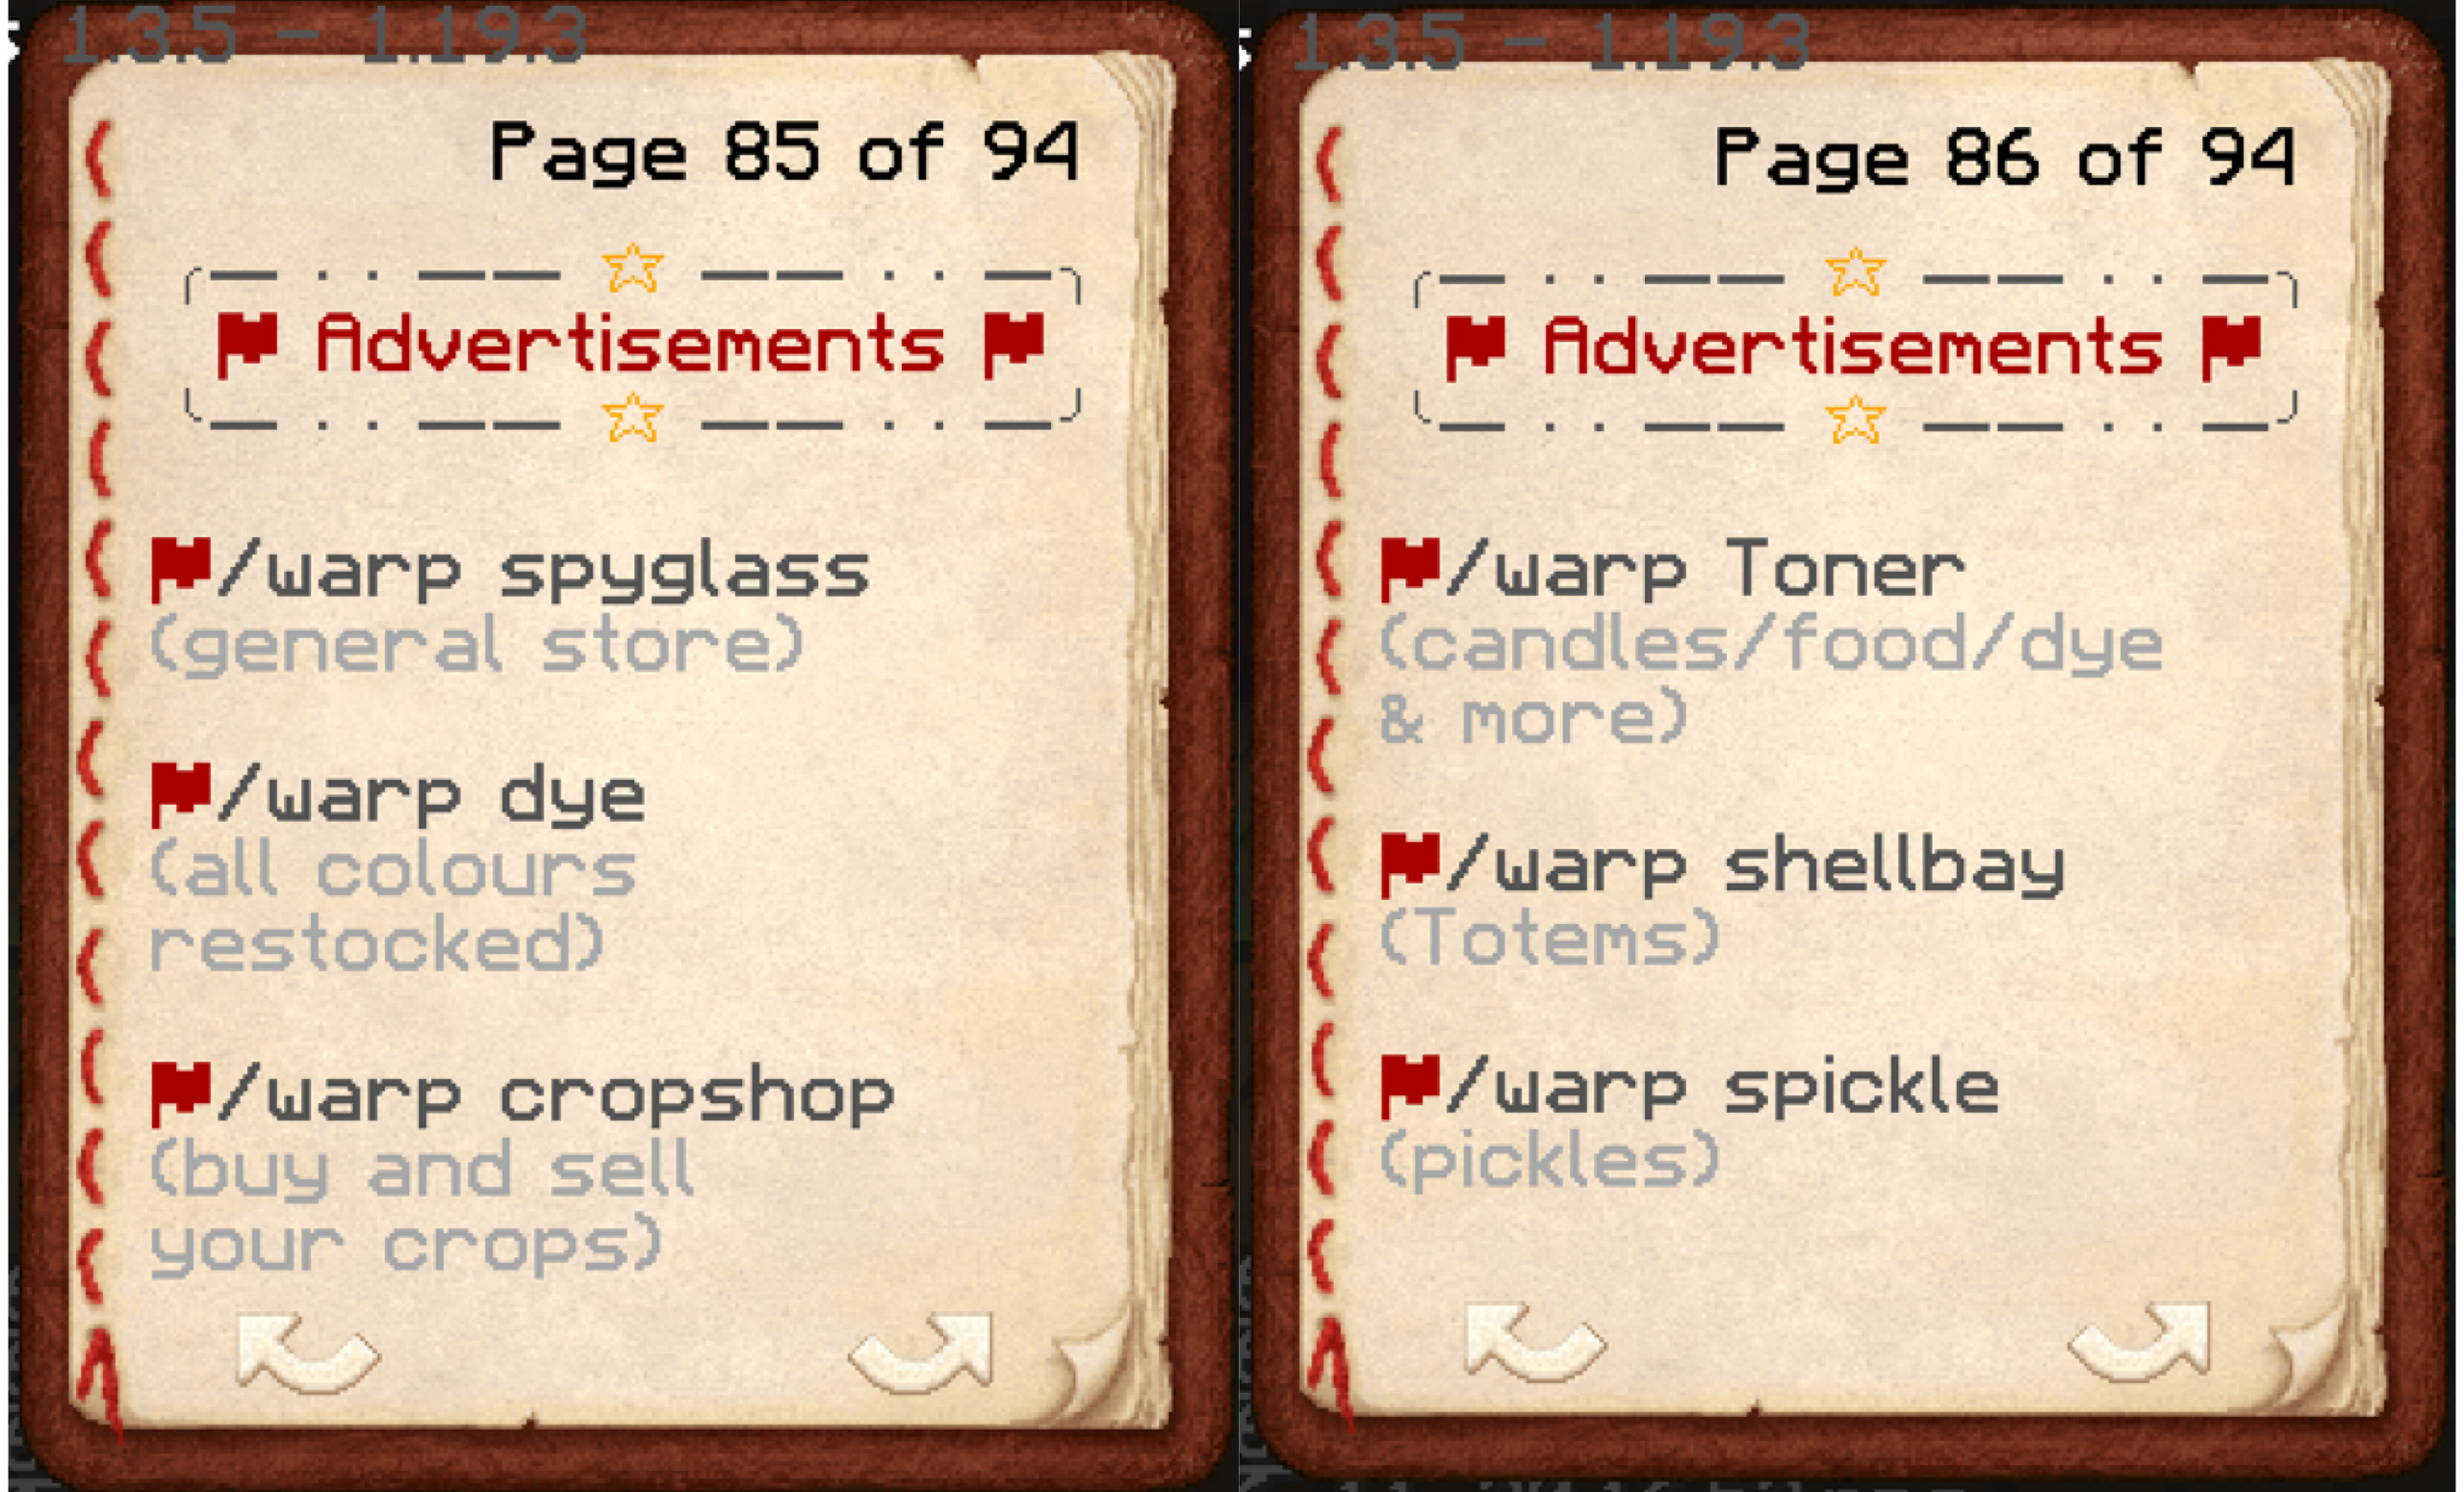 1.3.5 - 1.19.3
Page 85 of 94
Advertisements
/warp spyglass
(general store)
/warp dye
(all colours
restocked)
/warp cropshop
(buy and sell
your crops)
1.3.5 - 1.19.3
Page 86 of 94
Advertisements
/warp Toner
(candles/food/dye
& more)
/warp shellbay
(Totems)
/warp spickle
(pickles)